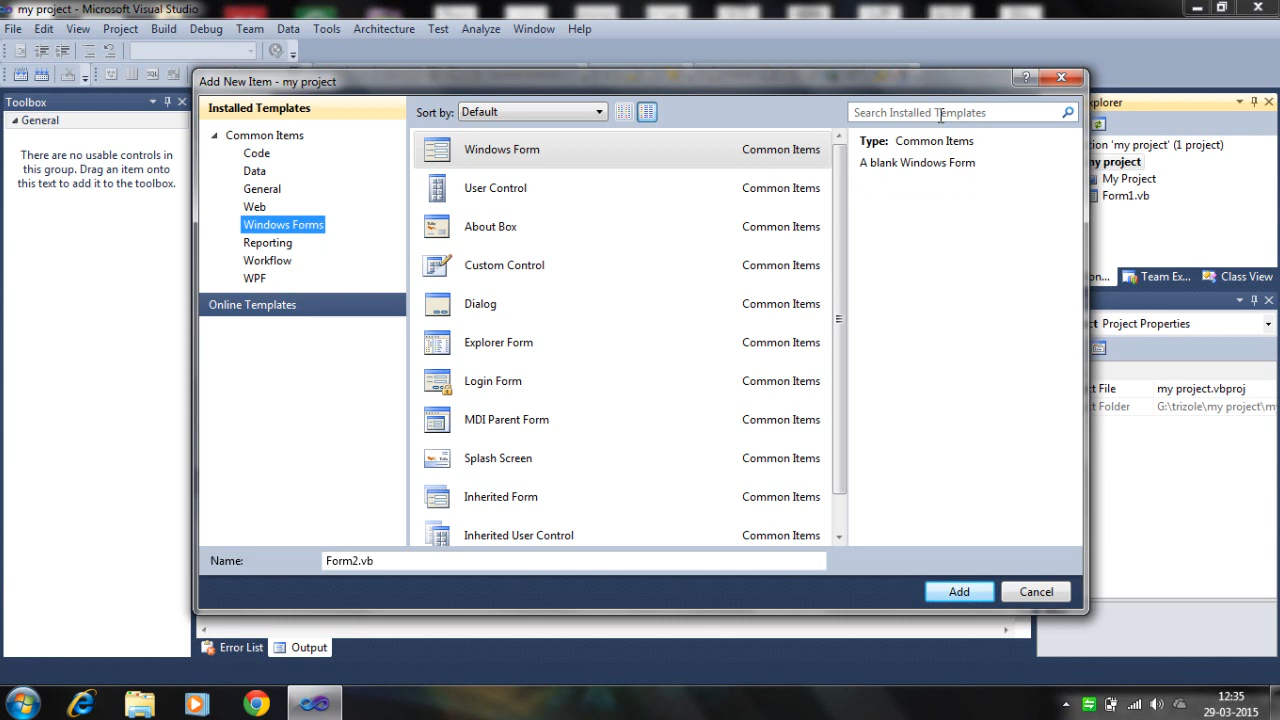 my project - Microsoft Visual Studio
File Edit View Project Build Debug Team Data Tools Architecture Test Analyze Window Help
Toolbox
General
There are no usable controls in
this group. Drag an item onto
this text to add it to the toolbox.
Add New Item - my project
Installed Templates
Common Items
Code
Data
General
Web
Windows Forms
Reporting
Workflow
WPF
Online Templates
Sort by: Default
Search Installed Templates
Windows Form Common Items
User Control Common Items
About Box Common Items
Custom Control Common Items
Dialog Common Items
Explorer Form Common Items
Login Form Common Items
MDI Parent Form Common Items
Splash Screen Common Items
Inherited Form Common Items
Inherited User Control Common Items
Type: Common Items
A blank Windows Form
Name: Form2.vb
Add Cancel
xplorer
ion 'my project' (1 project)
my project
My Project
Form1.vb
on... Team Ex... Class View
ct Project Properties
ct File my project.vbproj
ct Folder G:\trizole\my project\m
Error List Output
12:35
29-03-2015